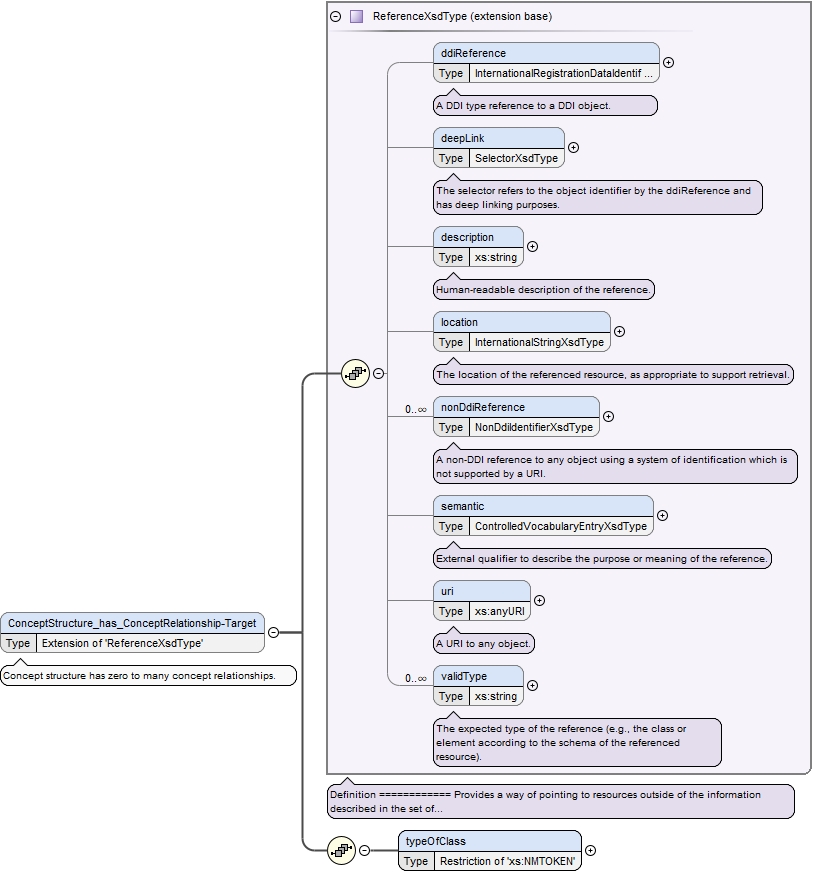 ReferenceXsdType (extension base)
ddiReference
Type InternationalRegistrationDataIdentif ...
A DDI type reference to a DDI object.
deepLink
Type SelectorXsdType
The selector refers to the object identifier by the ddiReference and
has deep linking purposes.
description
Type xs:string
Human-readable description of the reference.
location
Type InternationalStringXsdType
The location of the referenced resource, as appropriate to support retrieval.
0..∞ nonDdiReference
Type NonDdiIdentifierXsdType
A non-DDI reference to any object using a system of identification which is
not supported by a URI.
semantic
Type ControlledVocabularyEntryXsdType
External qualifier to describe the purpose or meaning of the reference.
uri
Type xs:anyURI
A URI to any object.
0..∞ validType
Type xs:string
The expected type of the reference (e.g., the class or
element according to the schema of the referenced
resource).
ConceptStructure_has_ConceptRelationship-Target
Type Extension of 'ReferenceXsdType'
Concept structure has zero to many concept relationships.
Definition ============ Provides a way of pointing to resources outside of the information
described in the set of...
typeOfClass
Type Restriction of 'xs:NMTOKEN'